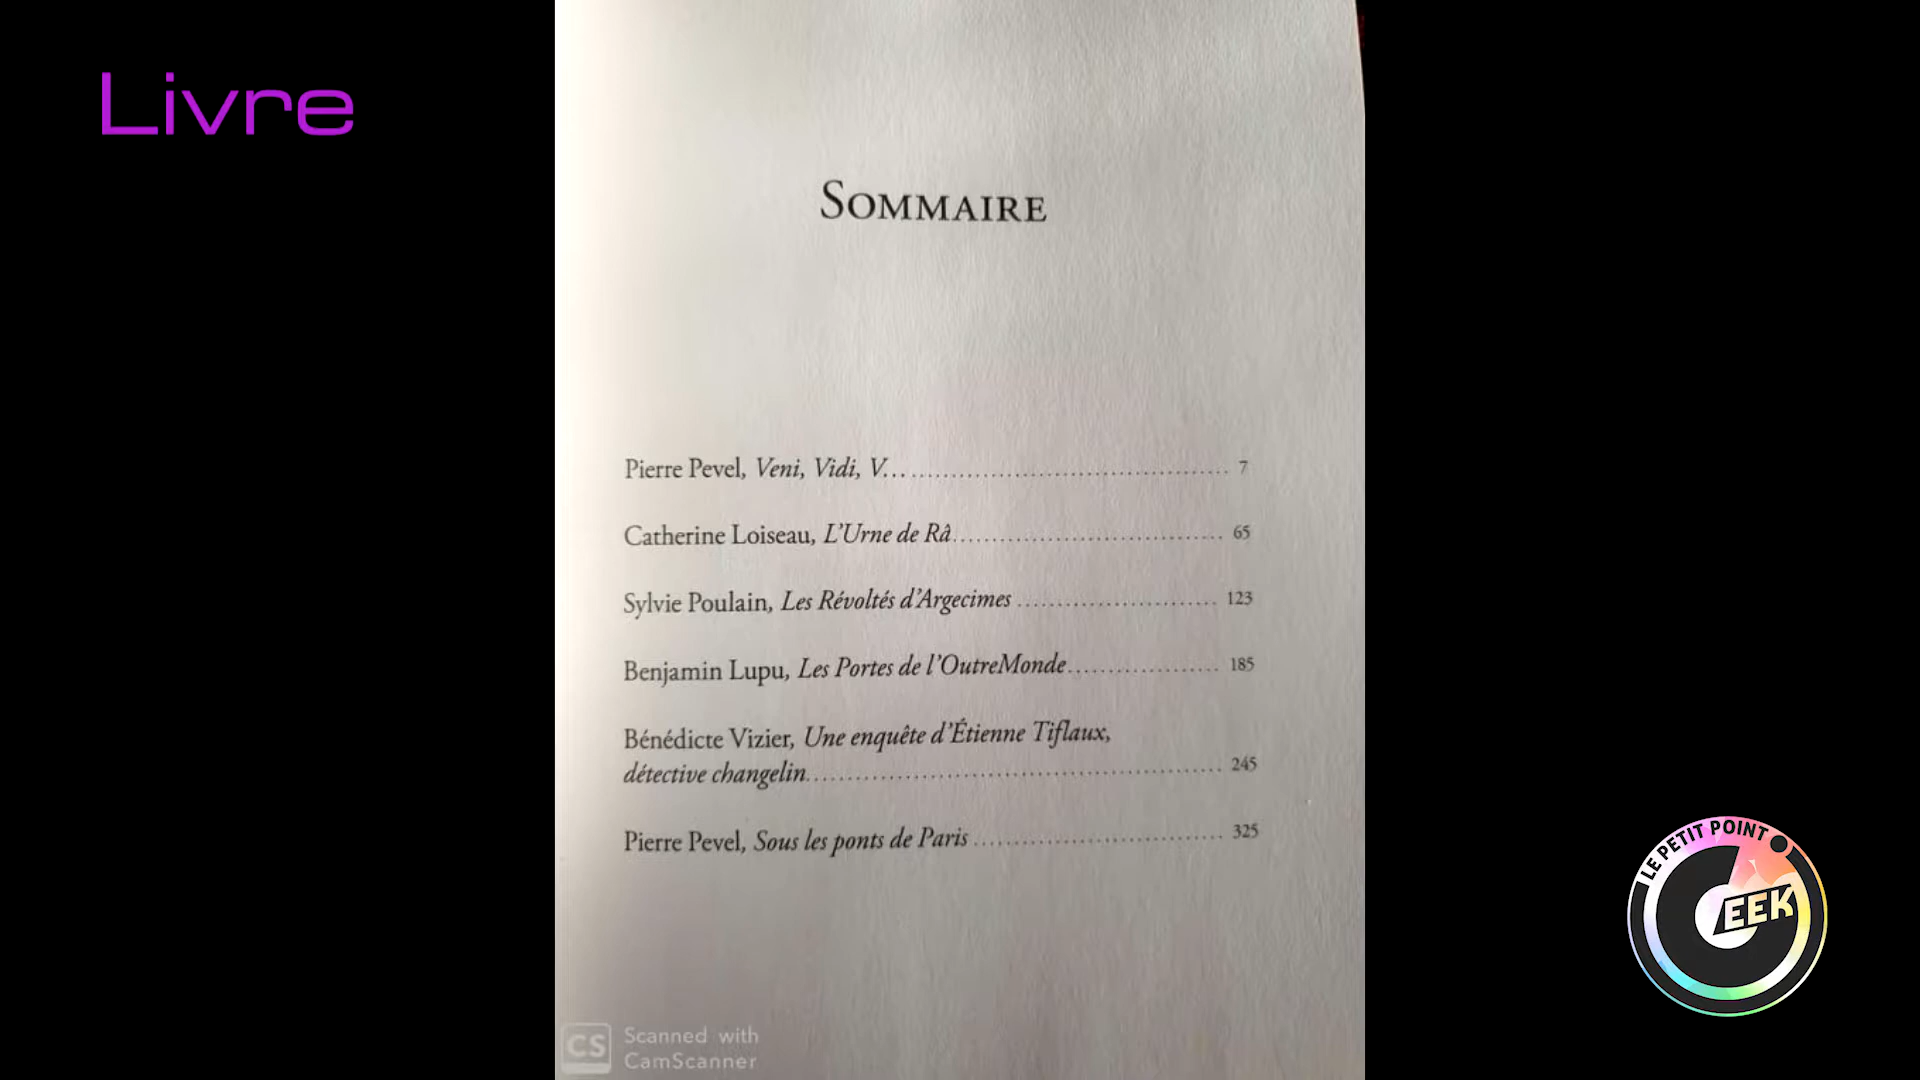 Livre
SOMMAIRE
Pierre Pevel, Veni, Vidi, V... 7
Catherine Loiseau, L'Urne de Râ 65
Sylvie Poulain, Les Révoltés d'Argecimes 123
Benjamin Lupu, Les Portes de l'OutreMonde 185
Bénédicte Vizier, Une enquête d'Étienne Tiflaux,
détective changelin 245
Pierre Pevel, Sous les ponts de Paris 325
LE PETIT POINT
GEEK
CS Scanned with
CamScanner